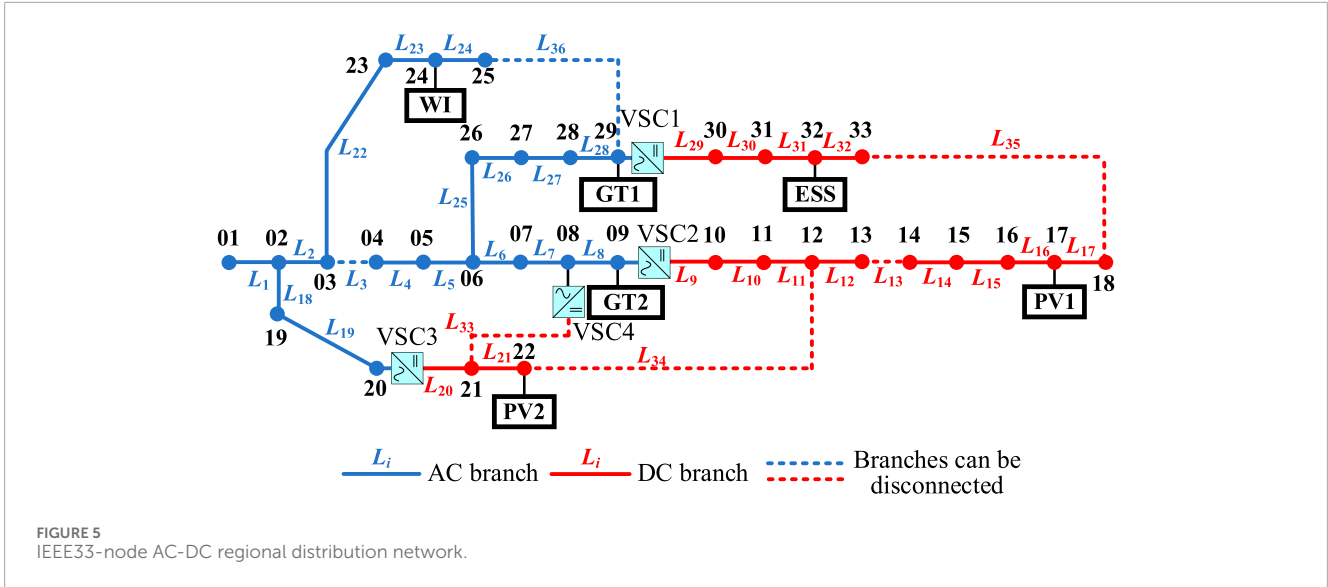 L23 L24 L36
23 24 25
WI
26 27 28 29 VSC1 30 31 32 33
L28 L29 L30 L31 L32 L35
L22 L26 L27
GT1 ESS
L25
01 02 L2 04 05 07 08 09 VSC2 10 11 12 13 14 15 16 17
L6 L7 L8 L16 L17
L1 03 L3 L4 L5 06 L9 L10 L11 L12 L13 L14 L15 18
L18 GT2 PV1
19 L19 VSC3 L33 VSC4
L21 22 L34
20 L20 21
PV2
Li AC branch Li DC branch Branches can be
disconnected
FIGURE 5
IEEE33-node AC-DC regional distribution network.